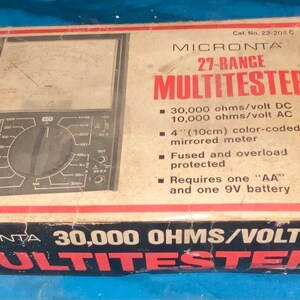 Cat. No. 22-203 C
MICRONTA
27-RANGE
MULTITESTER
■ 30,000 ohms/volt DC
10,000 ohms/volt AC
■ 4" (10cm) color-coded
mirrored meter
■ Fused and overload
protected
■ Requires one "AA"
and one 9V battery
ONTA 30,000 OHMS/VOLT
ULTITESTER